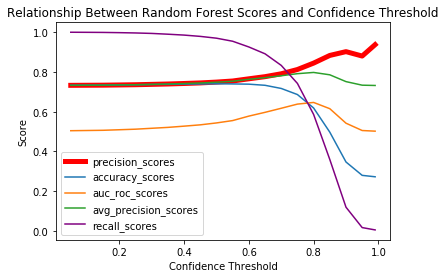 Relationship Between Random Forest Scores and Confidence Threshold
1.0
0.8
0.6
0.4
0.2
0.0
Score
precision_scores
accuracy_scores
auc_roc_scores
avg_precision_scores
recall_scores
0.2 0.4 0.6 0.8 1.0
Confidence Threshold